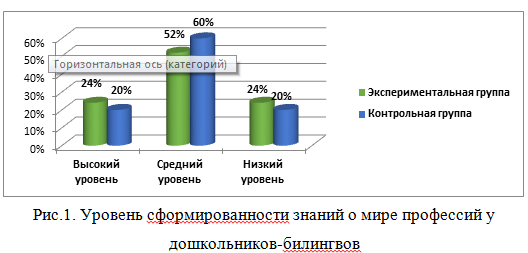 60%
60%
52%
50%
Горизонтальная ось (категорий)
40%
30%
24%
20%
24%
20%
20%
10%
0%
Высокий уровень
Средний уровень
Низкий уровень
Экспериментальная группа
Контрольная группа
Рис.1. Уровень сформированности знаний о мире профессий у
дошкольников-билингвов